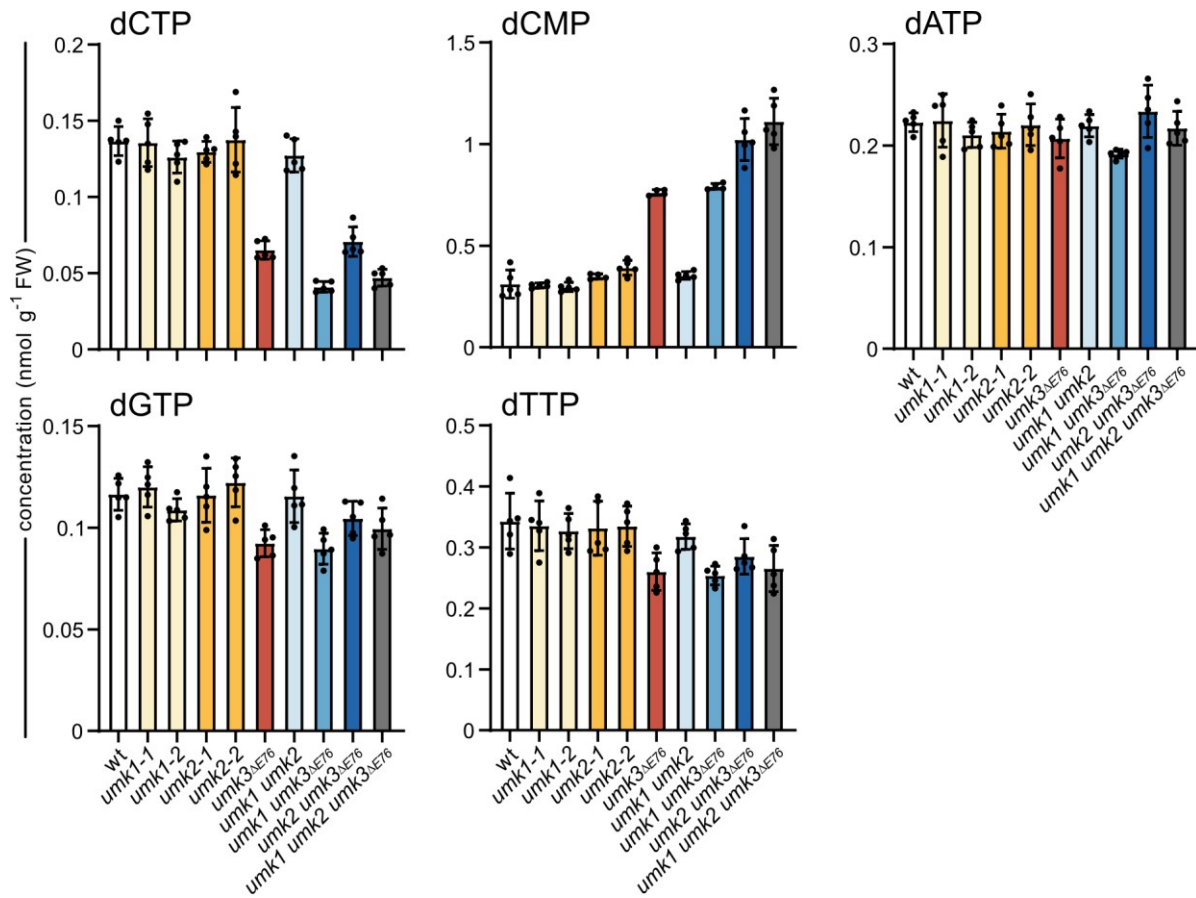 dCTP
0.2
0.15
0.1
0.05
0
dCMP
1.5
1
0.5
0
dATP
0.3
0.2
0.1
0
wt
umk1-1
umk1-2
umk2-1
umk2-2
umk3ΔE76
umk1 umk2
umk1 umk3ΔE76
umk2 umk3ΔE76
umk1 umk2 umk3ΔE76
concentration (nmol g⁻¹ FW)
dGTP
0.15
0.1
0.05
0
wt
umk1-1
umk1-2
umk2-1
umk2-2
umk3ΔE76
umk1 umk2
umk1 umk3ΔE76
umk2 umk3ΔE76
umk1 umk2 umk3ΔE76
dTTP
0.5
0.4
0.3
0.2
0.1
0
wt
umk1-1
umk1-2
umk2-1
umk2-2
umk3ΔE76
umk1 umk2
umk1 umk3ΔE76
umk2 umk3ΔE76
umk1 umk2 umk3ΔE76